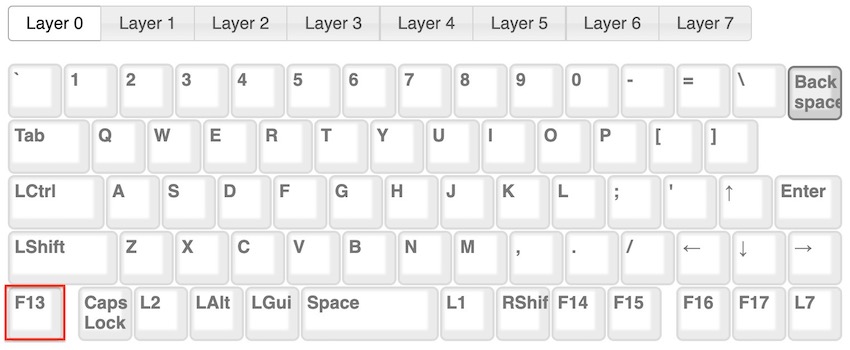 Layer 0 Layer 1 Layer 2 Layer 3 Layer 4 Layer 5 Layer 6 Layer 7
` 1 2 3 4 5 6 7 8 9 0 - = \ Back space
Tab Q W E R T Y U I O P [ ]
LCtrl A S D F G H J K L ; ' ↑ Enter
LShift Z X C V B N M , . / ← ↓ →
F13 Caps Lock L2 LAlt LGui Space L1 RShif F14 F15 F16 F17 L7